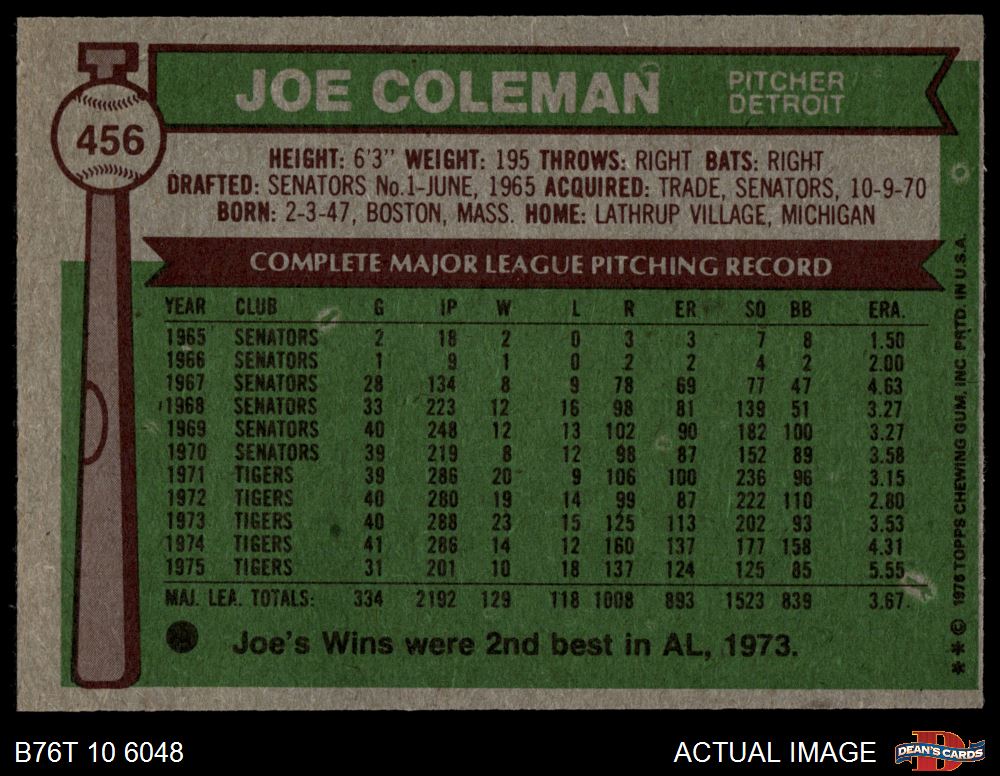 JOE COLEMAN
PITCHER
DETROIT
456
HEIGHT: 6'3" WEIGHT: 195 THROWS: RIGHT BATS: RIGHT
DRAFTED: SENATORS No.1-JUNE, 1965 ACQUIRED: TRADE, SENATORS, 10-9-70
BORN: 2-3-47, BOSTON, MASS. HOME: LATHRUP VILLAGE, MICHIGAN
COMPLETE MAJOR LEAGUE PITCHING RECORD
YEAR CLUB G IP W L R ER SO BB ERA.
1965 SENATORS 2 18 2 0 3 3 7 8 1.50
1966 SENATORS 1 9 1 0 2 2 4 2 2.00
1967 SENATORS 28 134 8 9 78 69 77 47 4.63
1968 SENATORS 33 223 12 16 98 81 139 51 3.27
1969 SENATORS 40 248 12 13 102 90 182 100 3.27
1970 SENATORS 39 219 8 12 98 87 152 89 3.58
1971 TIGERS 39 286 20 9 106 100 236 96 3.15
1972 TIGERS 40 280 19 14 99 87 222 110 2.80
1973 TIGERS 40 288 23 15 125 113 202 93 3.53
1974 TIGERS 41 286 14 12 160 137 177 158 4.31
1975 TIGERS 31 201 10 18 137 124 125 85 5.55
MAJ. LEA. TOTALS: 334 2192 129 118 1008 893 1523 839 3.67
Joe's Wins were 2nd best in AL, 1973.
** © 1976 TOPPS CHEWING GUM, INC PRTD. IN U.S.A.
B76T 10 6048
ACTUAL IMAGE
DEAN'S CARDS